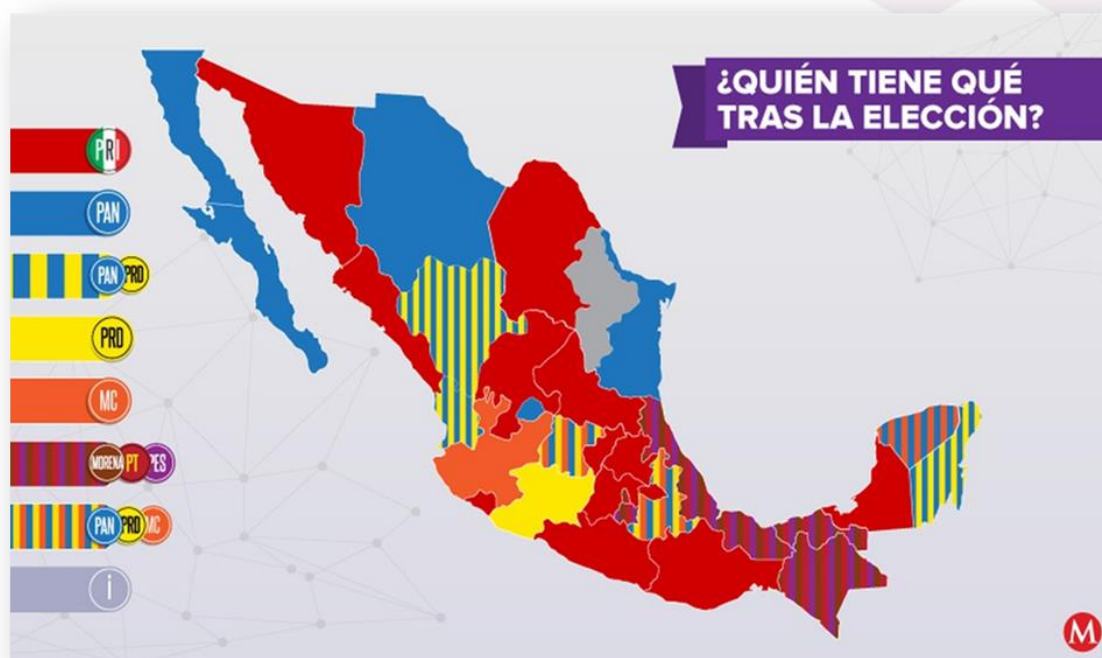 ¿QUIÉN TIENE QUÉ
TRAS LA ELECCIÓN?
PRI
PAN
PAN PRD
PRD
MC
MORENA PT PES
PAN PRD MC
i
M